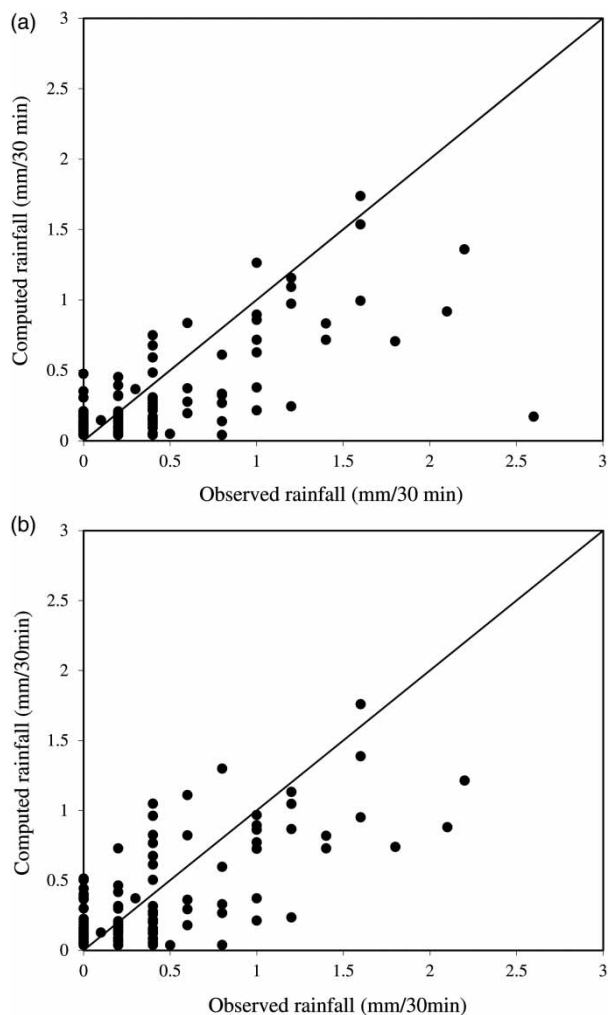 (a)
3
2.5
2
1.5
1
0.5
0
Computed rainfall (mm/30 min)
0 0.5 1 1.5 2 2.5 3
Observed rainfall (mm/30 min)
(b)
3
2.5
2
1.5
1
0.5
0
Computed rainfall (mm/30min)
0 0.5 1 1.5 2 2.5 3
Observed rainfall (mm/30min)